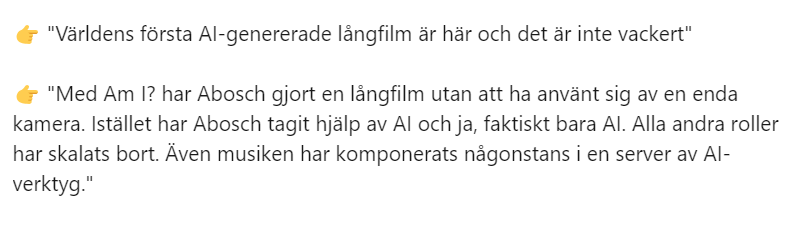 👉 "Världens första AI-genererade långfilm är här och det är inte vackert"
👉 "Med Am I? har Abosch gjort en långfilm utan att ha använt sig av en enda
kamera. Istället har Abosch tagit hjälp av AI och ja, faktiskt bara AI. Alla andra roller
har skalats bort. Även musiken har komponerats någonstans i en server av AI-
verktyg."